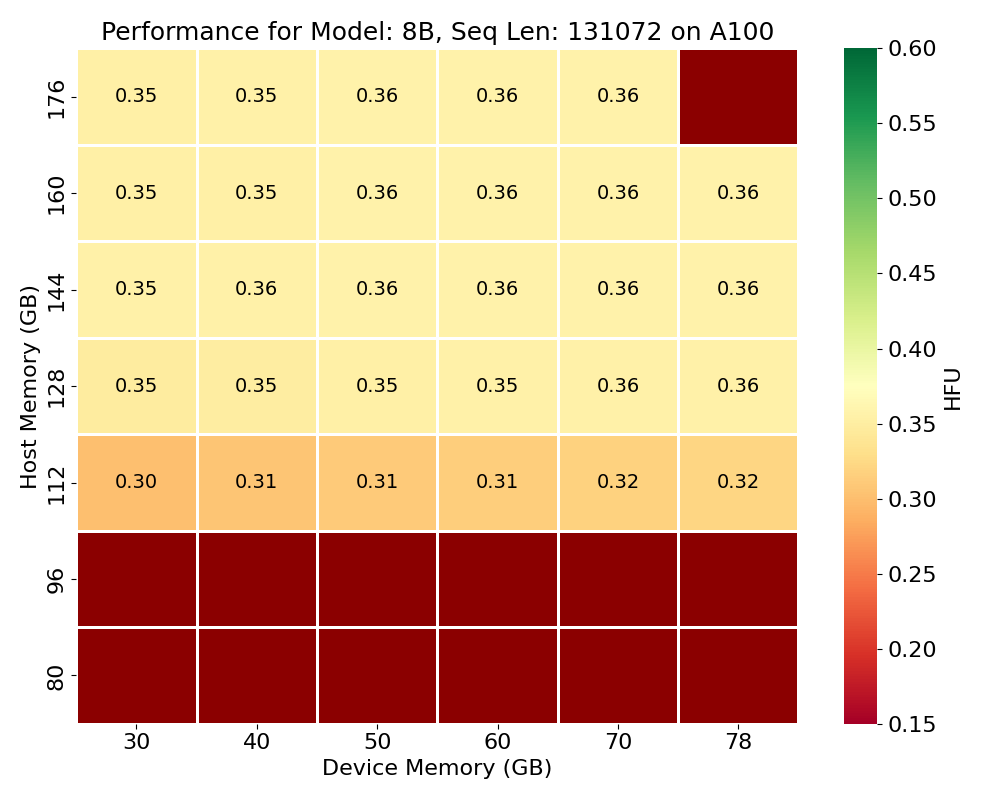 Performance for Model: 8B, Seq Len: 131072 on A100
Host Memory (GB)
176
0.35 0.35 0.36 0.36 0.36
160
0.35 0.35 0.36 0.36 0.36 0.36
144
0.35 0.36 0.36 0.36 0.36 0.36
128
0.35 0.35 0.35 0.35 0.36 0.36
112
0.30 0.31 0.31 0.31 0.32 0.32
96
80
30 40 50 60 70 78
Device Memory (GB)
0.60
0.55
0.50
0.45
0.40
0.35
0.30
0.25
0.20
0.15
HFU